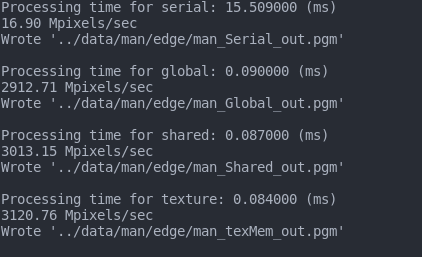 Processing time for serial: 15.509000 (ms)
16.90 Mpixels/sec
Wrote '../data/man/edge/man_Serial_out.pgm'
Processing time for global: 0.090000 (ms)
2912.71 Mpixels/sec
Wrote '../data/man/edge/man_Global_out.pgm'
Processing time for shared: 0.087000 (ms)
3013.15 Mpixels/sec
Wrote '../data/man/edge/man_Shared_out.pgm'
Processing time for texture: 0.084000 (ms)
3120.76 Mpixels/sec
Wrote '../data/man/edge/man_texMem_out.pgm'